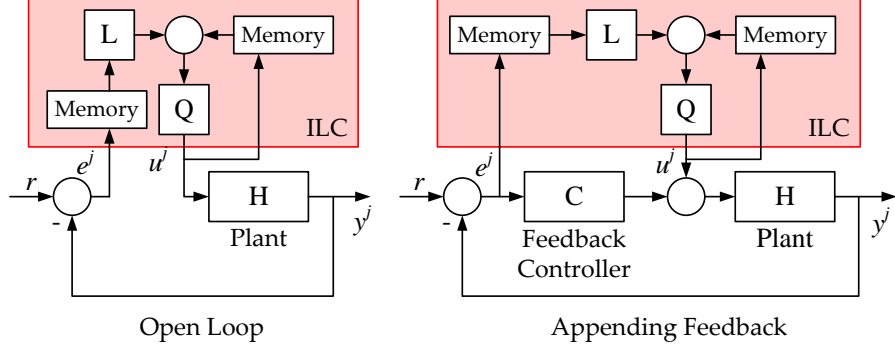 L
Memory
Memory
Q
ILC
e^j
u^j
r
-
H
Plant
y^j
Open Loop
Memory
L
Memory
Q
ILC
e^j
u^j
r
-
C
Feedback
Controller
H
Plant
y^j
Appending Feedback